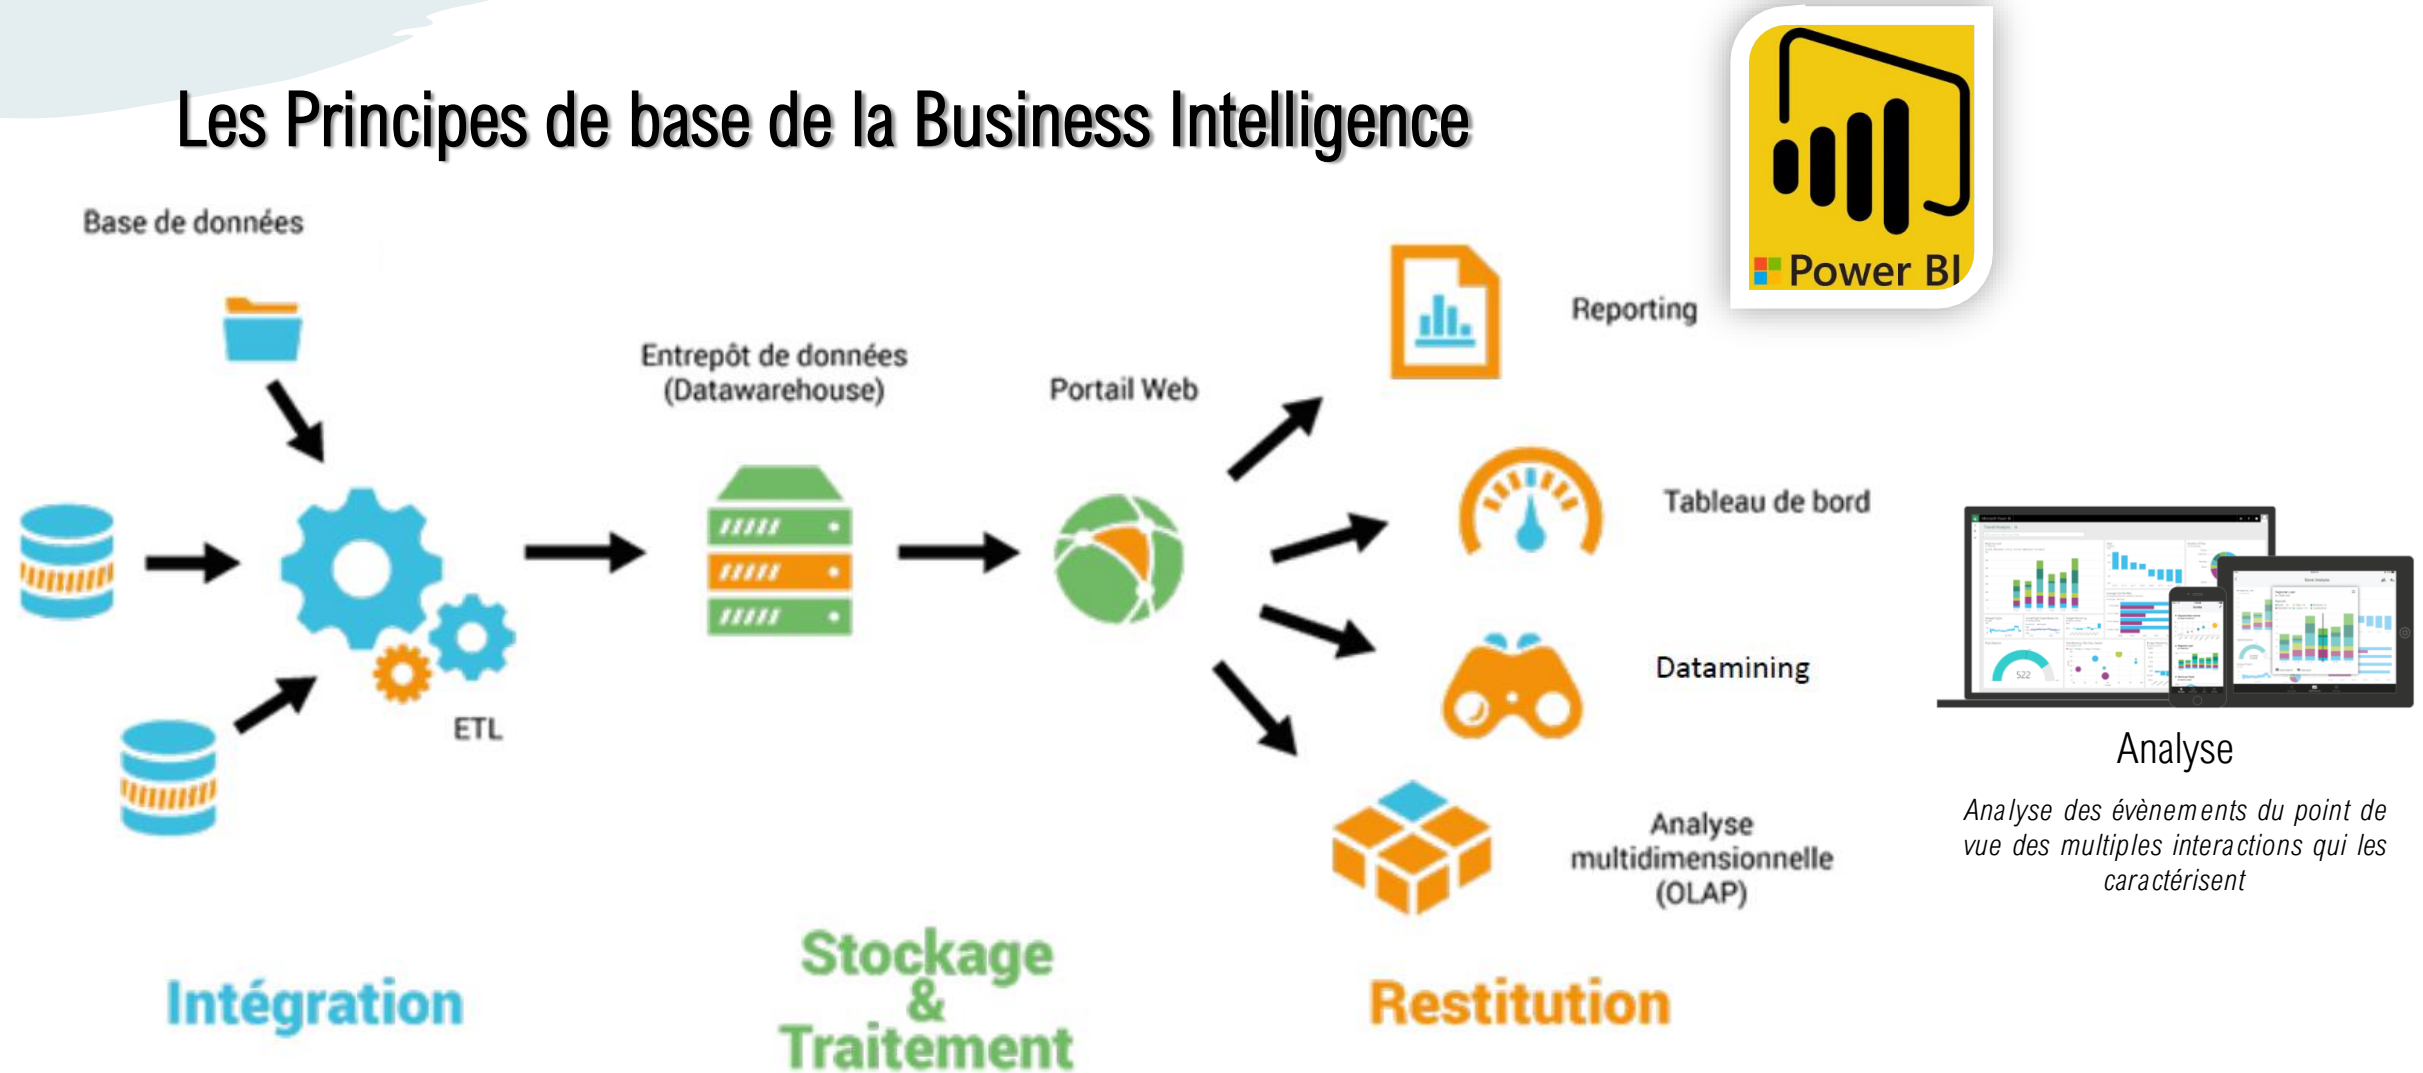 Les Principes de base de la Business Intelligence
Power BI
Base de données
Reporting
Entrepôt de données
(Datawarehouse)
Portail Web
Tableau de bord
Datamining
ETL
522
Analyse
Analyse des évènements du point de
vue des multiples interactions qui les
caractérisent
Analyse
multidimensionnelle
(OLAP)
Intégration
Stockage
&
Traitement
Restitution